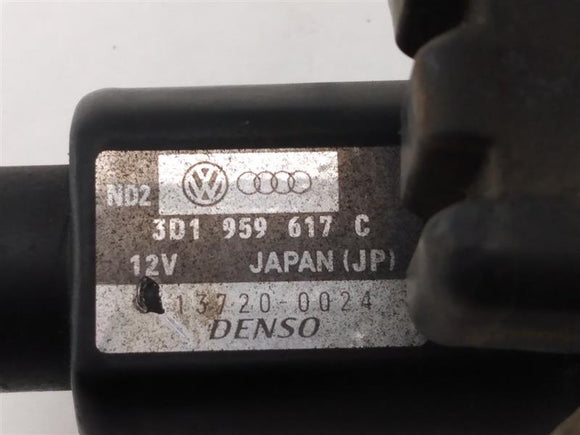 ND2
3D1 959 617 C
12V JAPAN (JP)
13720-0024
DENSO